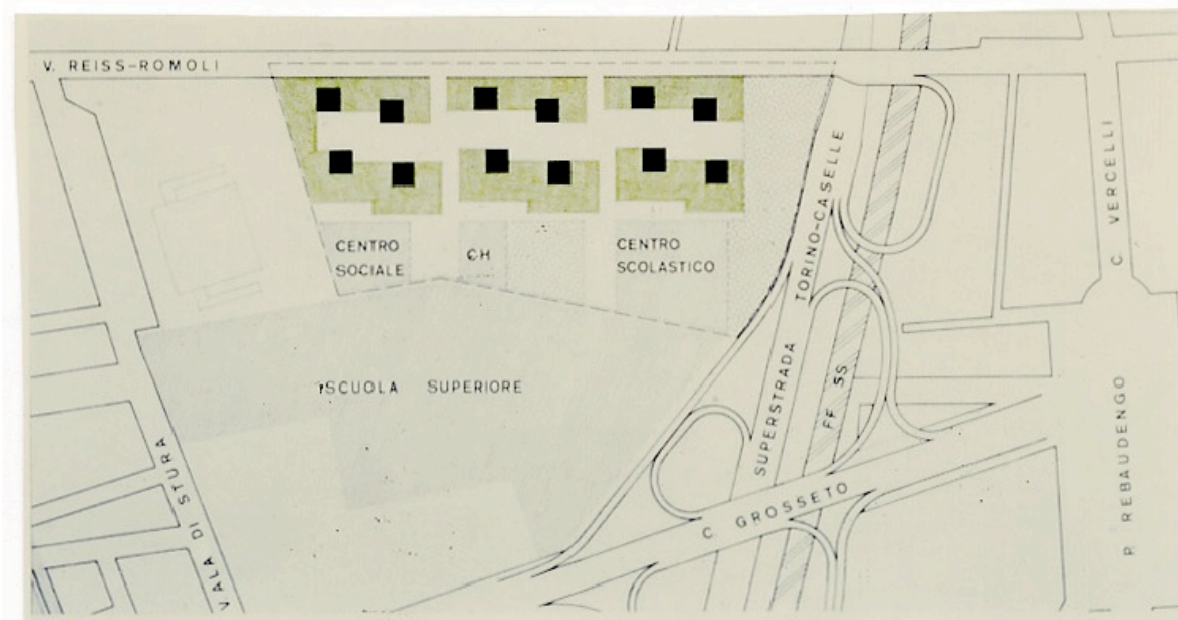 V. REISS-ROMOLI
CENTRO
SOCIALE
CH
CENTRO
SCOLASTICO
SCUOLA SUPERIORE
SUPERSTRADA TORINO-CASELLE
FF SS
C. VERCELLI
C. GROSSETO
P. REBAUDENGO
VALA DI STURA